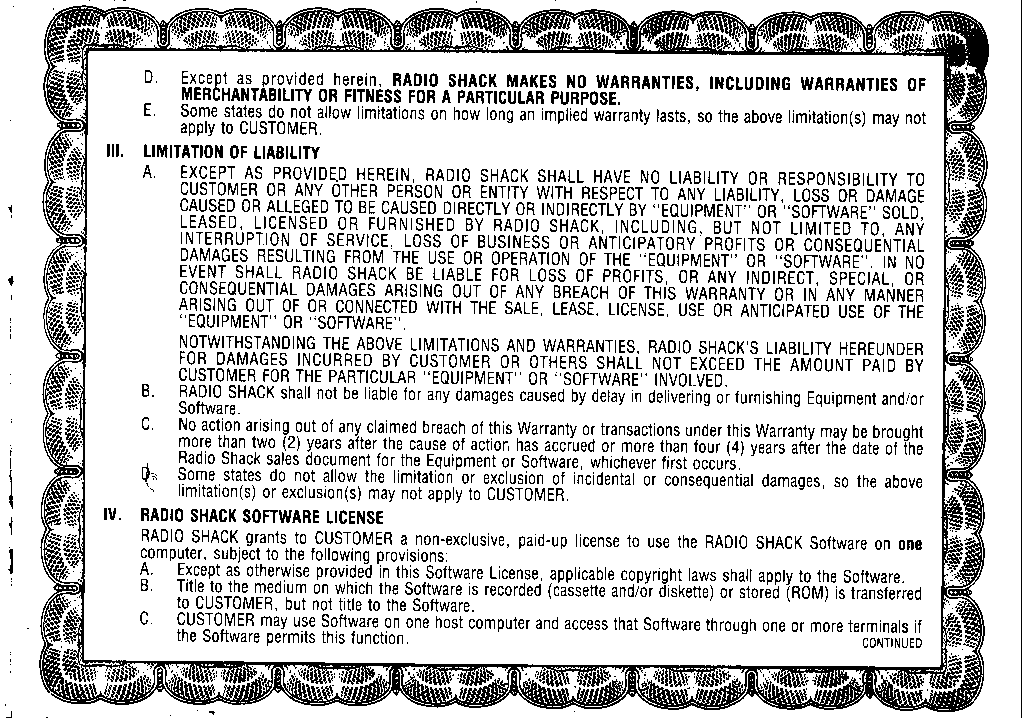 D. Except as provided herein, RADIO SHACK MAKES NO WARRANTIES, INCLUDING WARRANTIES OF
MERCHANTABILITY OR FITNESS FOR A PARTICULAR PURPOSE.
E. Some states do not allow limitations on how long an implied warranty lasts, so the above limitation(s) may not
apply to CUSTOMER.
III. LIMITATION OF LIABILITY
A. EXCEPT AS PROVIDED HEREIN, RADIO SHACK SHALL HAVE NO LIABILITY OR RESPONSIBILITY TO
CUSTOMER OR ANY OTHER PERSON OR ENTITY WITH RESPECT TO ANY LIABILITY, LOSS OR DAMAGE
CAUSED OR ALLEGED TO BE CAUSED DIRECTLY OR INDIRECTLY BY "EQUIPMENT" OR "SOFTWARE" SOLD,
LEASED, LICENSED OR FURNISHED BY RADIO SHACK, INCLUDING, BUT NOT LIMITED TO, ANY
INTERRUPTION OF SERVICE, LOSS OF BUSINESS OR ANTICIPATORY PROFITS OR CONSEQUENTIAL
DAMAGES RESULTING FROM THE USE OR OPERATION OF THE "EQUIPMENT" OR "SOFTWARE". IN NO
EVENT SHALL RADIO SHACK BE LIABLE FOR LOSS OF PROFITS, OR ANY INDIRECT, SPECIAL, OR
CONSEQUENTIAL DAMAGES ARISING OUT OF ANY BREACH OF THIS WARRANTY OR IN ANY MANNER
ARISING OUT OF OR CONNECTED WITH THE SALE, LEASE, LICENSE, USE OR ANTICIPATED USE OF THE
"EQUIPMENT" OR "SOFTWARE".
NOTWITHSTANDING THE ABOVE LIMITATIONS AND WARRANTIES, RADIO SHACK'S LIABILITY HEREUNDER
FOR DAMAGES INCURRED BY CUSTOMER OR OTHERS SHALL NOT EXCEED THE AMOUNT PAID BY
CUSTOMER FOR THE PARTICULAR "EQUIPMENT" OR "SOFTWARE" INVOLVED.
B. RADIO SHACK shall not be liable for any damages caused by delay in delivering or furnishing Equipment and/or
Software.
C. No action arising out of any claimed breach of this Warranty or transactions under this Warranty may be brought
more than two (2) years after the cause of action has accrued or more than four (4) years after the date of the
Radio Shack sales document for the Equipment or Software, whichever first occurs.
D. Some states do not allow the limitation or exclusion of incidental or consequential damages, so the above
limitation(s) or exclusion(s) may not apply to CUSTOMER.
IV. RADIO SHACK SOFTWARE LICENSE
RADIO SHACK grants to CUSTOMER a non-exclusive, paid-up license to use the RADIO SHACK Software on one
computer, subject to the following provisions:
A. Except as otherwise provided in this Software License, applicable copyright laws shall apply to the Software.
B. Title to the medium on which the Software is recorded (cassette and/or diskette) or stored (ROM) is transferred
to CUSTOMER, but not title to the Software.
C. CUSTOMER may use Software on one host computer and access that Software through one or more terminals if
the Software permits this function.
CONTINUED